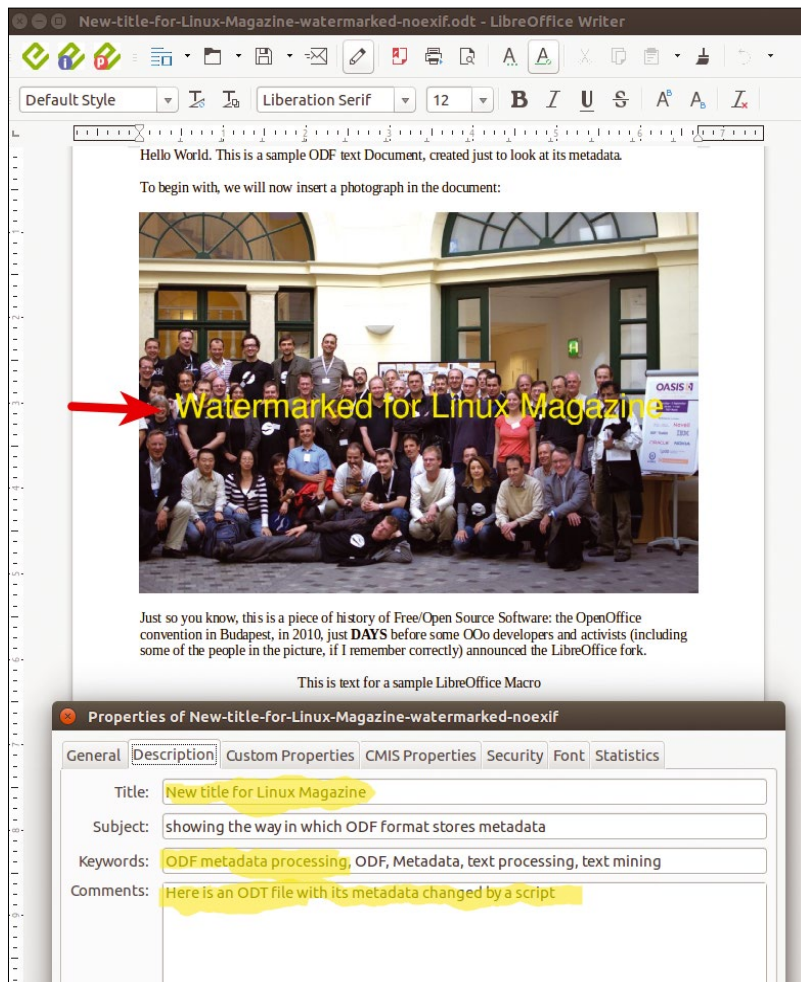 New-title-for-Linux-Magazine-watermarked-noexif.odt - LibreOffice Writer
Default Style
Liberation Serif
12
Hello World. This is a sample ODF text Document, created just to look at its metadata.
To begin with, we will now insert a photograph in the document:
OASIS
Watermarked for Linux Magazine
Just so you know, this is a piece of history of Free/Open Source Software: the OpenOffice
convention in Budapest, in 2010, just DAYS before some OOo developers and activists (including
some of the people in the picture, if I remember correctly) announced the LibreOffice fork.
This is text for a sample LibreOffice Macro
Properties of New-title-for-Linux-Magazine-watermarked-noexif
General Description Custom Properties CMIS Properties Security Font Statistics
Title: New title for Linux Magazine
Subject: showing the way in which ODF format stores metadata
Keywords: ODF metadata processing, ODF, Metadata, text processing, text mining
Comments: Here is an ODT file with its metadata changed by a script